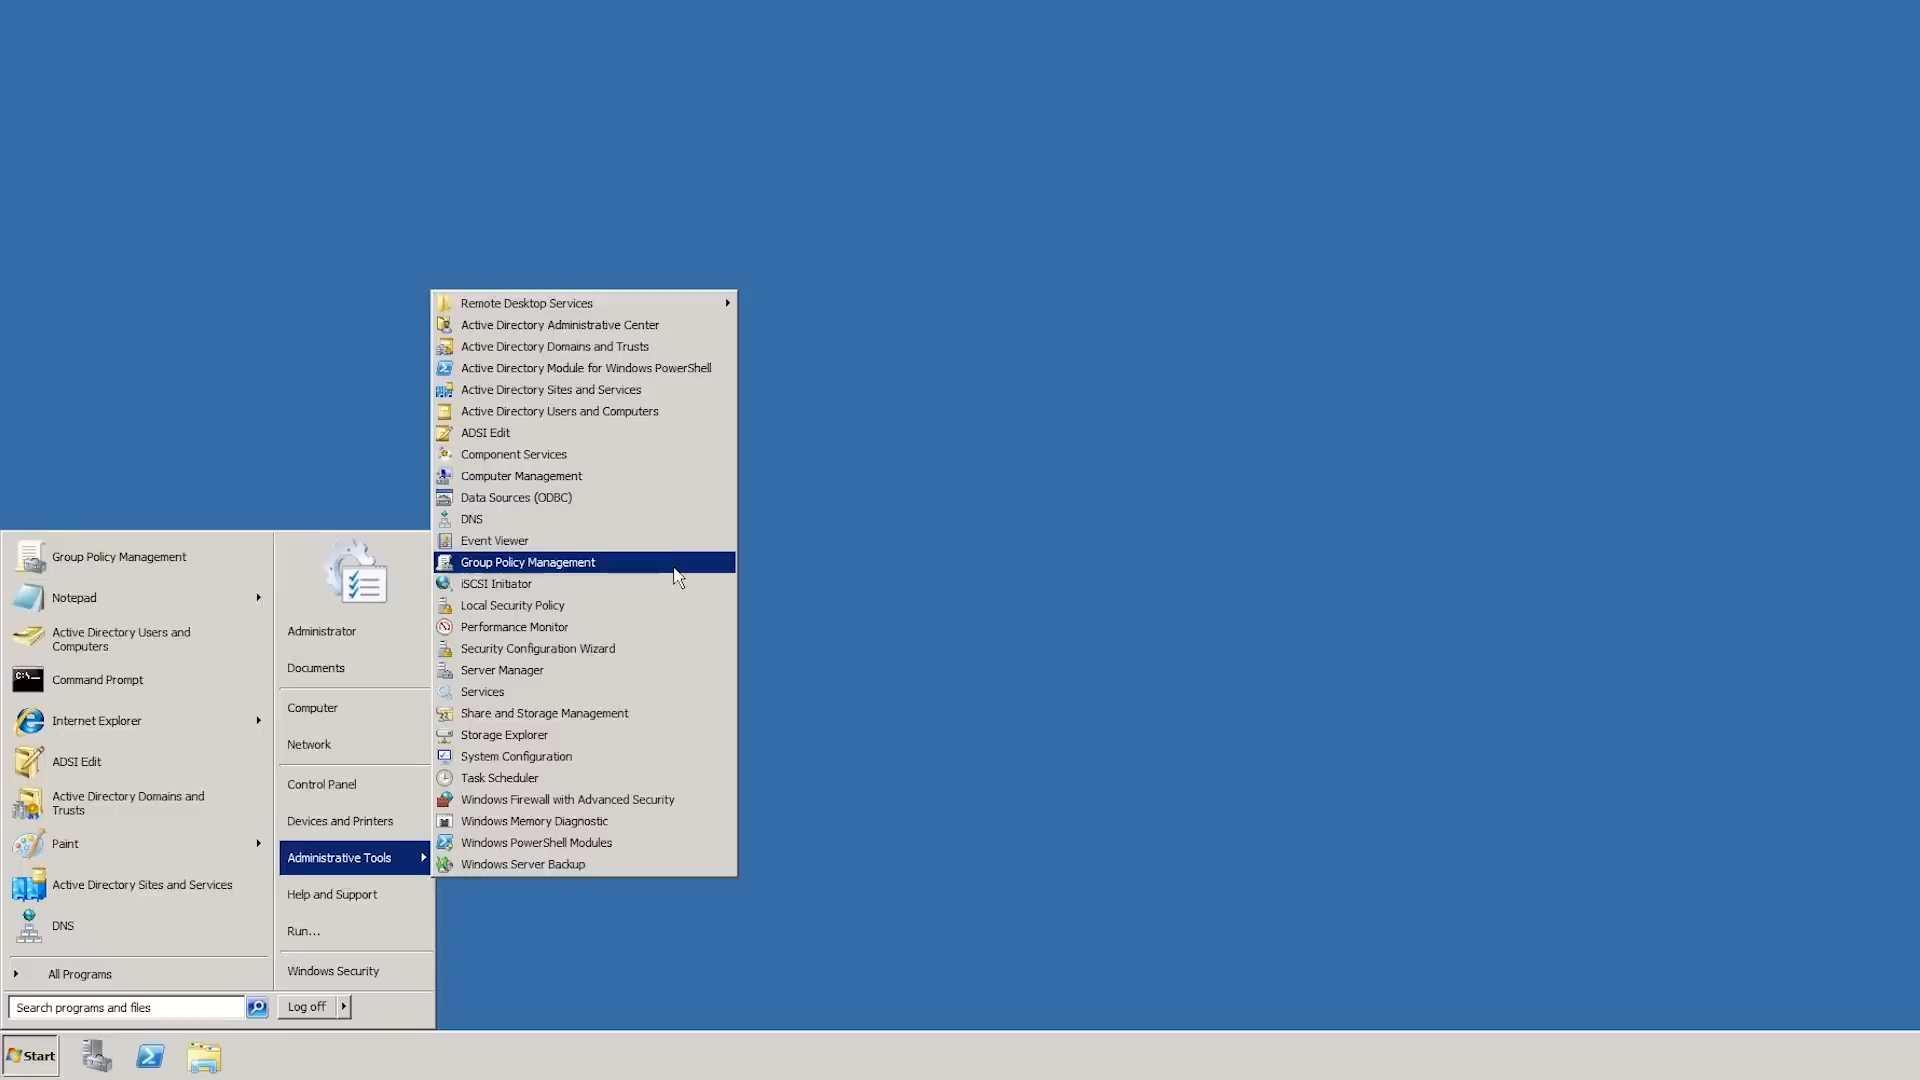 Remote Desktop Services
Active Directory Administrative Center
Active Directory Domains and Trusts
Active Directory Module for Windows PowerShell
Active Directory Sites and Services
Active Directory Users and Computers
ADSI Edit
Component Services
Computer Management
Data Sources (ODBC)
DNS
Event Viewer
Group Policy Management
iSCSI Initiator
Local Security Policy
Performance Monitor
Security Configuration Wizard
Server Manager
Services
Share and Storage Management
Storage Explorer
System Configuration
Task Scheduler
Windows Firewall with Advanced Security
Windows Memory Diagnostic
Windows PowerShell Modules
Windows Server Backup
Group Policy Management
Notepad
Active Directory Users and
Computers
Command Prompt
Internet Explorer
ADSI Edit
Active Directory Domains and
Trusts
Paint
Active Directory Sites and Services
DNS
All Programs
Search programs and files
Administrator
Documents
Computer
Network
Control Panel
Devices and Printers
Administrative Tools
Help and Support
Run...
Windows Security
Log off
Start